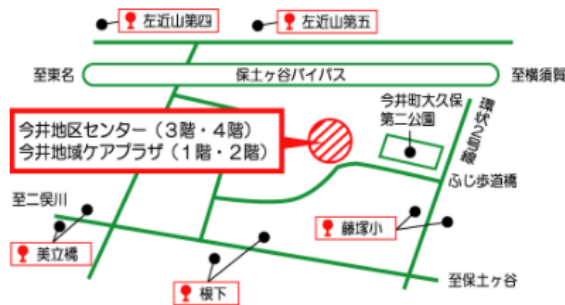 左近山第四
左近山第五
至東名
保土ヶ谷バイパス
至横須賀
今井地区センター（3階・4階）
今井地域ケアプラザ（1階・2階）
今井町大久保
第二公園
環状2号線
ふじ歩道橋
至二俣川
美立橋
藤塚小
根下
至保土ヶ谷